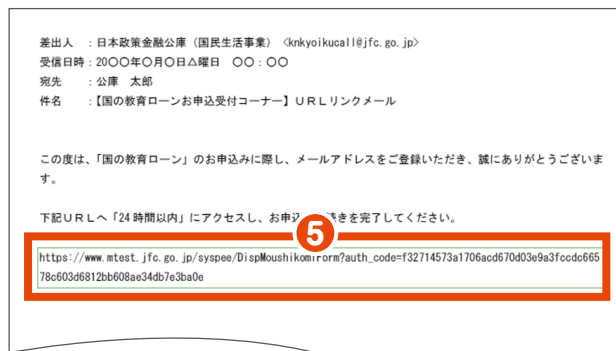 差出人 ：日本政策金融公庫（国民生活事業）〈knkyoikucall@jfc.go.jp〉
受信日時：20〇〇年〇月〇日△曜日 〇〇：〇〇
宛先 ：公庫 太郎
件名 ：【国の教育ローンお申込受付コーナー】ＵＲＬリンクメール
この度は、「国の教育ローン」のお申込みに際し、メールアドレスをご登録いただき、誠にありがとうございま
す。
下記ＵＲＬへ「24時間以内」にアクセスし、お申込 続きを完了してください。
5
https://www.mtest.jfc.go.jp/syspee/DispMoushikomiForm?auth_code=f32714573a1706acd670d03e9a3fccdc665
78c603d6812bb608ae34db7e3ba0e